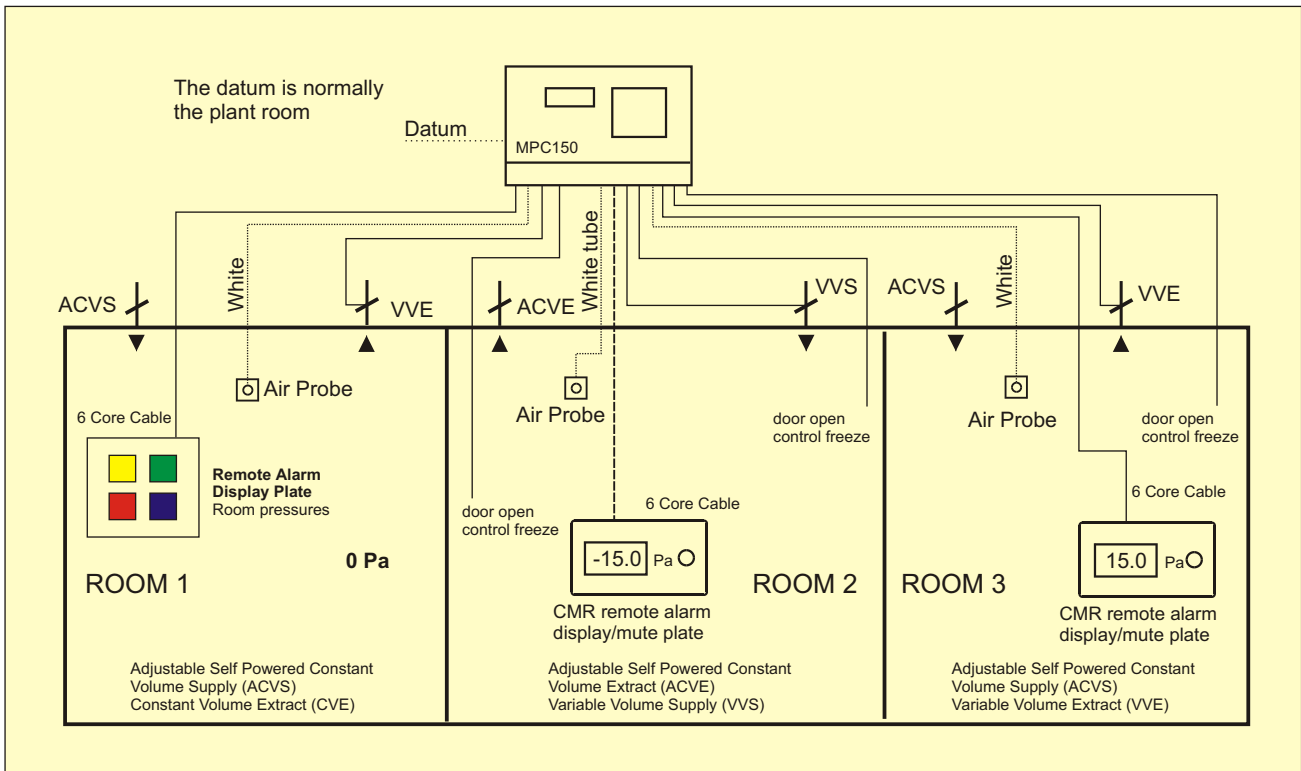 The datum is normally
the plant room
Datum
MPC150
ACVS
White
VVE
ACVE
White tube
VVS
ACVS
White
VVE
Air Probe
Air Probe
Air Probe
6 Core Cable
Remote Alarm
Display Plate
Room pressures
door open
control freeze
door open
control freeze
door open
control freeze
6 Core Cable
6 Core Cable
0 Pa
-15.0 Pa
15.0 Pa
ROOM 1
ROOM 2
ROOM 3
CMR remote alarm
display/mute plate
CMR remote alarm
display/mute plate
Adjustable Self Powered Constant
Volume Supply (ACVS)
Constant Volume Extract (CVE)
Adjustable Self Powered Constant
Volume Extract (ACVE)
Variable Volume Supply (VVS)
Adjustable Self Powered Constant
Volume Supply (ACVS)
Variable Volume Extract (VVE)